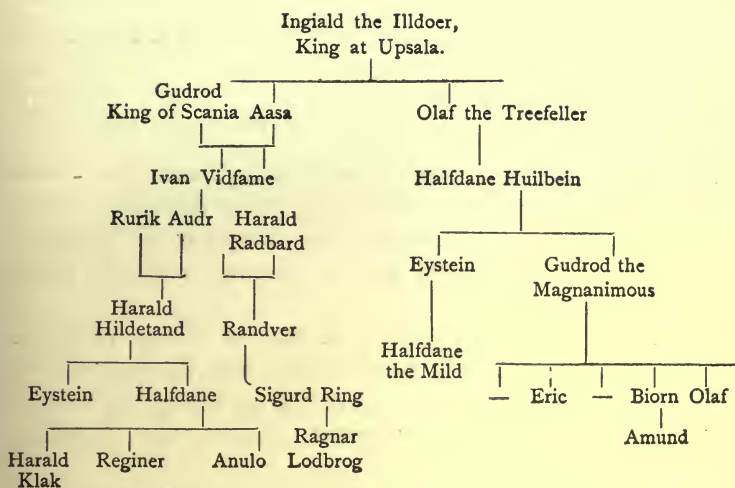 Ingiald the Illdoer,
King at Upsala.
Gudrod
King of Scania Aasa
Olaf the Treefeller
Ivan Vidfame
Halfdane Huilbein
Rurik Audr Harald
Radbard
Eystein Gudrod the
Magnanimous
Harald
Hildetand Randver
Halfdane
the Mild
Eystein Halfdane Sigurd Ring
— Eric — Biorn Olaf
Harald Reginer Anulo Ragnar
Klak Lodbrog
Amund